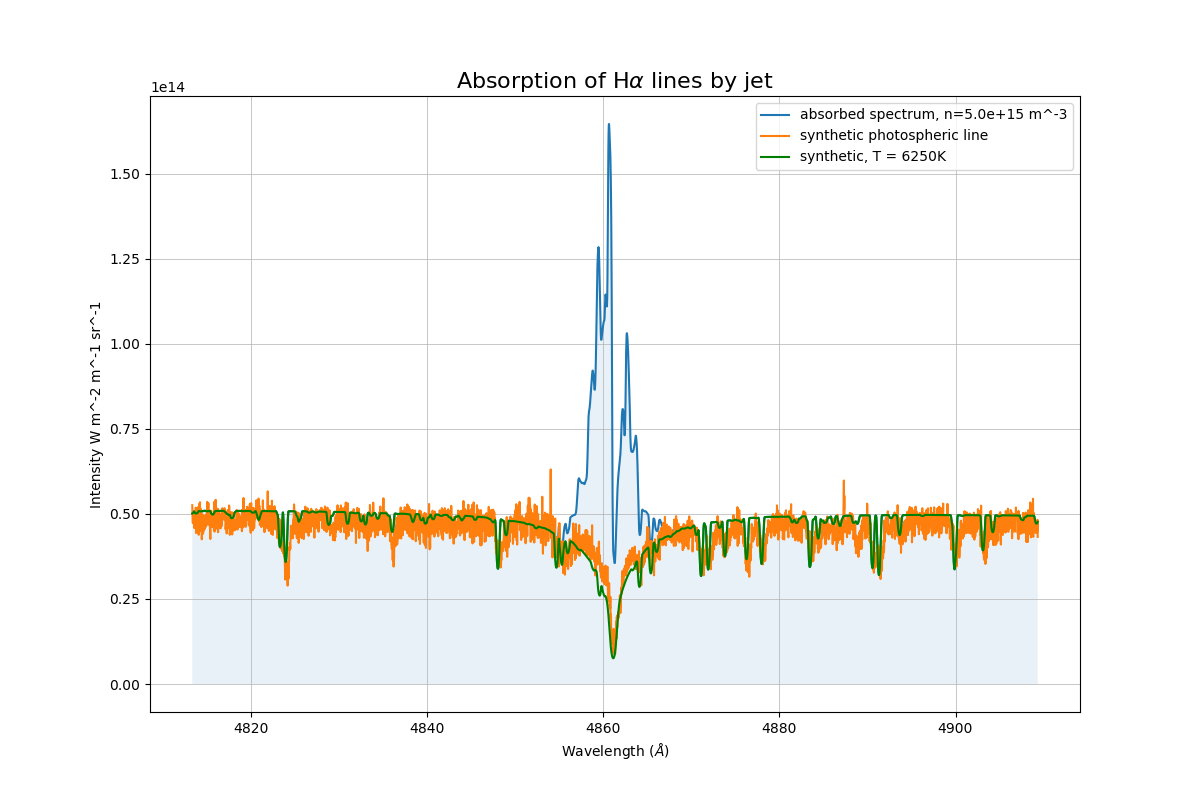 Absorption of Hα lines by jet
1e14
absorbed spectrum, n=5.0e+15 m^-3
synthetic photospheric line
synthetic, T = 6250K
1.50
1.25
1.00
0.75
0.50
0.25
0.00
Intensity W m^-2 m^-1 sr^-1
4820 4840 4860 4880 4900
Wavelength (Å)